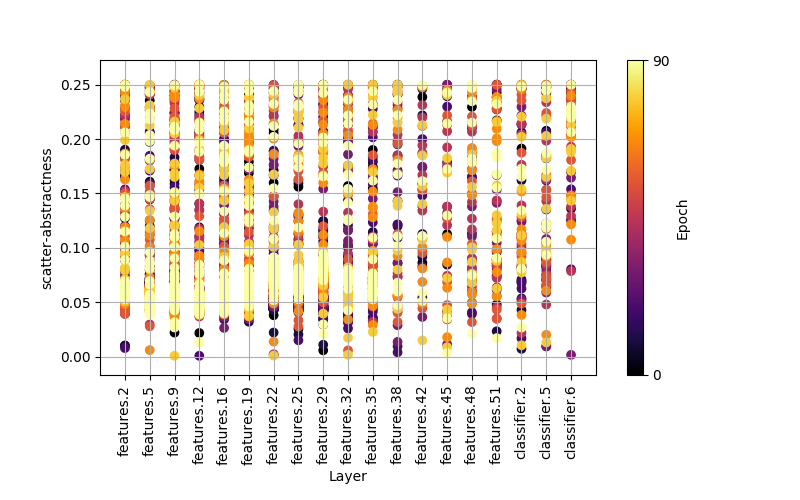 scatter-abstractness
0.25
0.20
0.15
0.10
0.05
0.00
features.2
features.5
features.9
features.12
features.16
features.19
features.22
features.25
features.29
features.32
features.35
features.38
features.42
features.45
features.48
features.51
classifier.2
classifier.5
classifier.6
Layer
90
0
Epoch